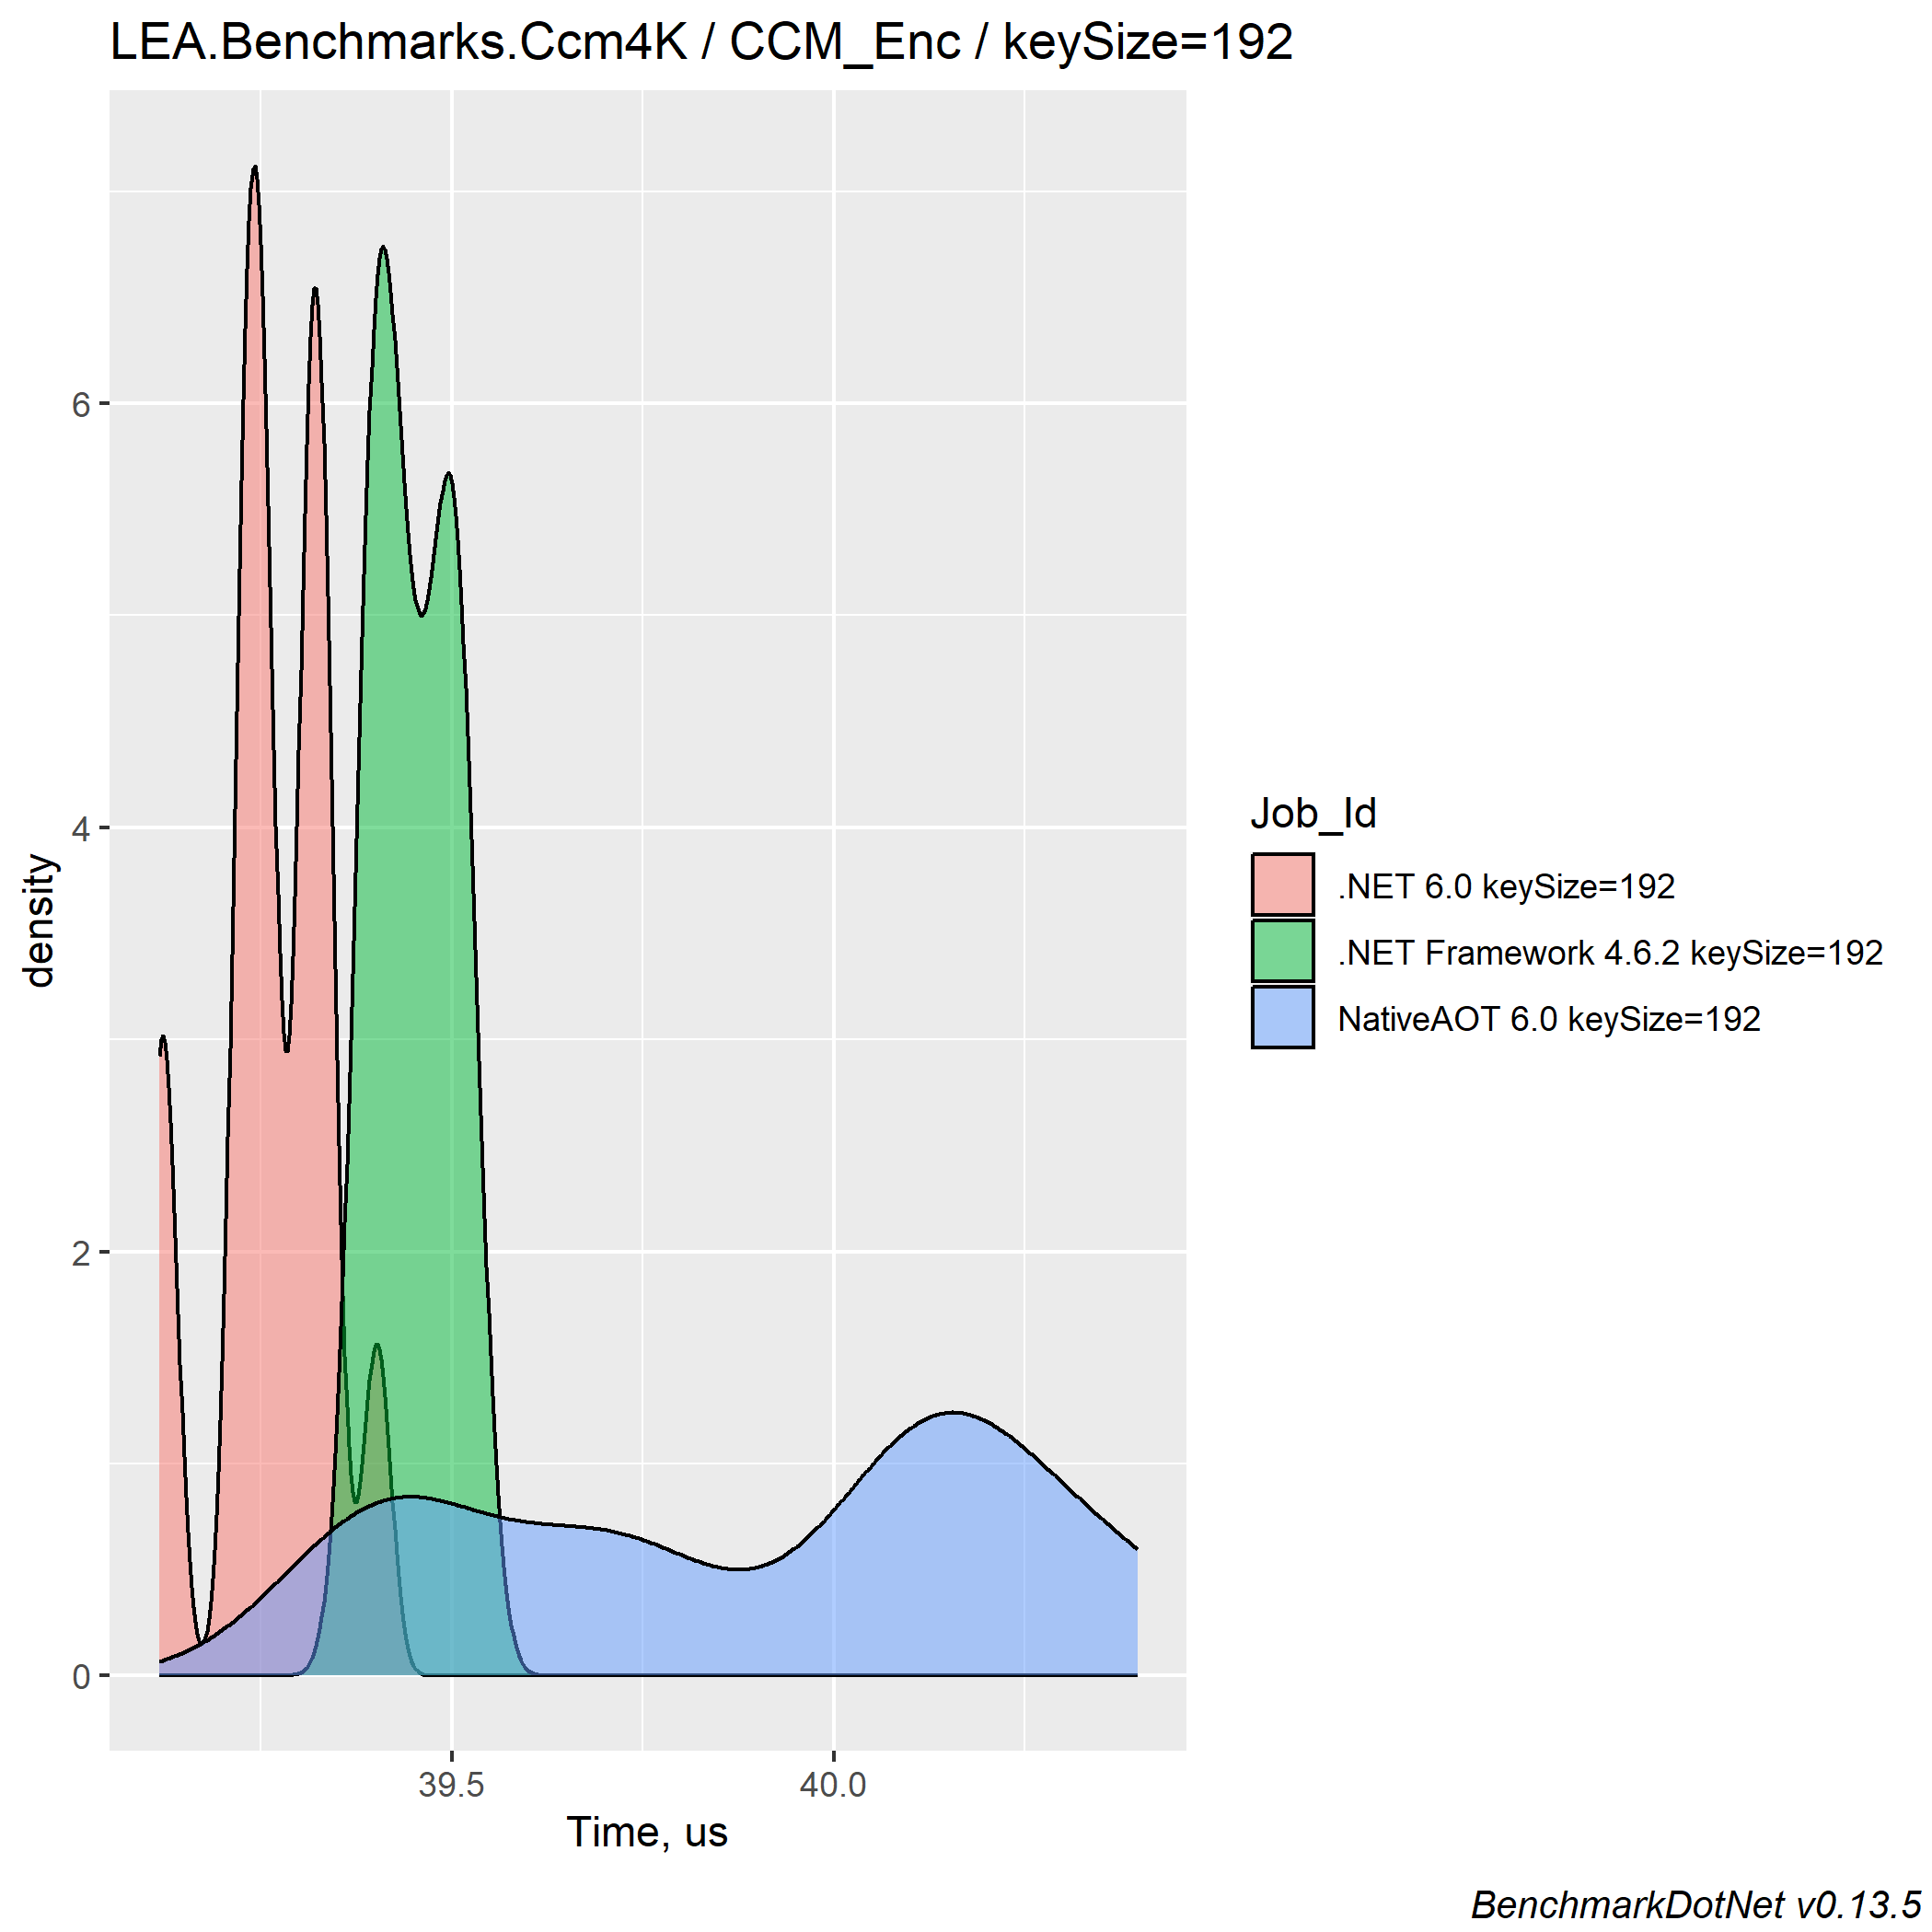 LEA.Benchmarks.Ccm4K / CCM_Enc / keySize=192
6
4
2
0
density
39.5 40.0
Time, us
Job_Id
.NET 6.0 keySize=192
.NET Framework 4.6.2 keySize=192
NativeAOT 6.0 keySize=192
BenchmarkDotNet v0.13.5